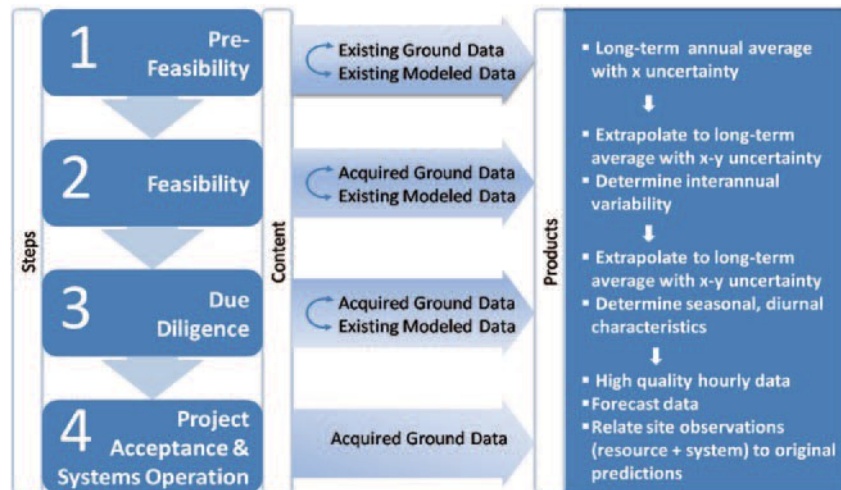 Steps
1
Pre-
Feasibility
2
Feasibility
3
Due
Diligence
4
Project
Acceptance &
Systems Operation
Content
Existing Ground Data
Existing Modeled Data
Acquired Ground Data
Existing Modeled Data
Acquired Ground Data
Existing Modeled Data
Acquired Ground Data
Products
▪ Long-term annual average
with x uncertainty
▪ Extrapolate to long-term
average with x-y uncertainty
▪ Determine interannual
variability
▪ Extrapolate to long-term
average with x-y uncertainty
▪ Determine seasonal, diurnal
characteristics
▪ High quality hourly data
▪ Forecast data
▪ Relate site observations
(resource + system) to original
predictions